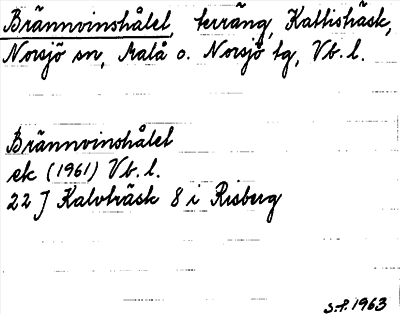 Brännvinshålet, terräng, Kattisträsk,
Norsjö sn, Malå o. Norsjö tg, Vb. l.
Brännvinshålet
ek (1961) Vb. l.
22 J Kalvträsk 8 i Risberg
S.P. 1963